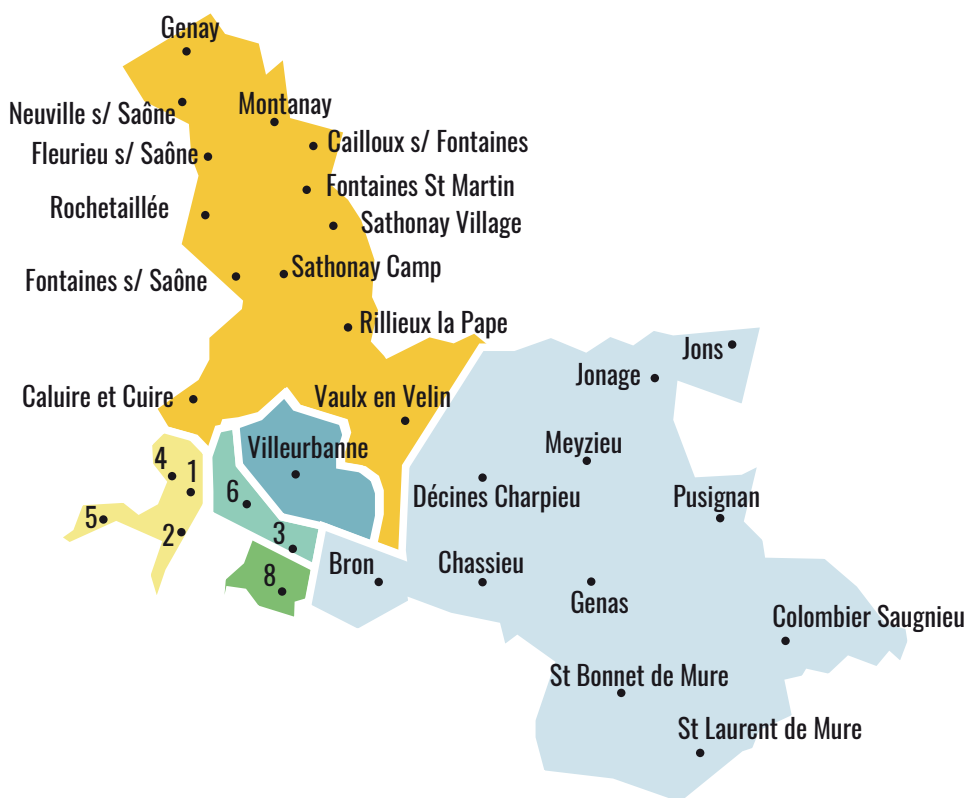 Genay
Neuville s/ Saône
Montanay
Cailloux s/ Fontaines
Fleurieu s/ Saône
Fontaines St Martin
Rochetaillée
Sathonay Village
Sathonay Camp
Fontaines s/ Saône
Rillieux la Pape
Jons
Jonage
Caluire et Cuire
Vaulx en Velin
Villeurbanne
Meyzieu
4
1
6
Décines Charpieu
Pusignan
5
2
3
8
Bron
Chassieu
Genas
Colombier Saugnieu
St Bonnet de Mure
St Laurent de Mure